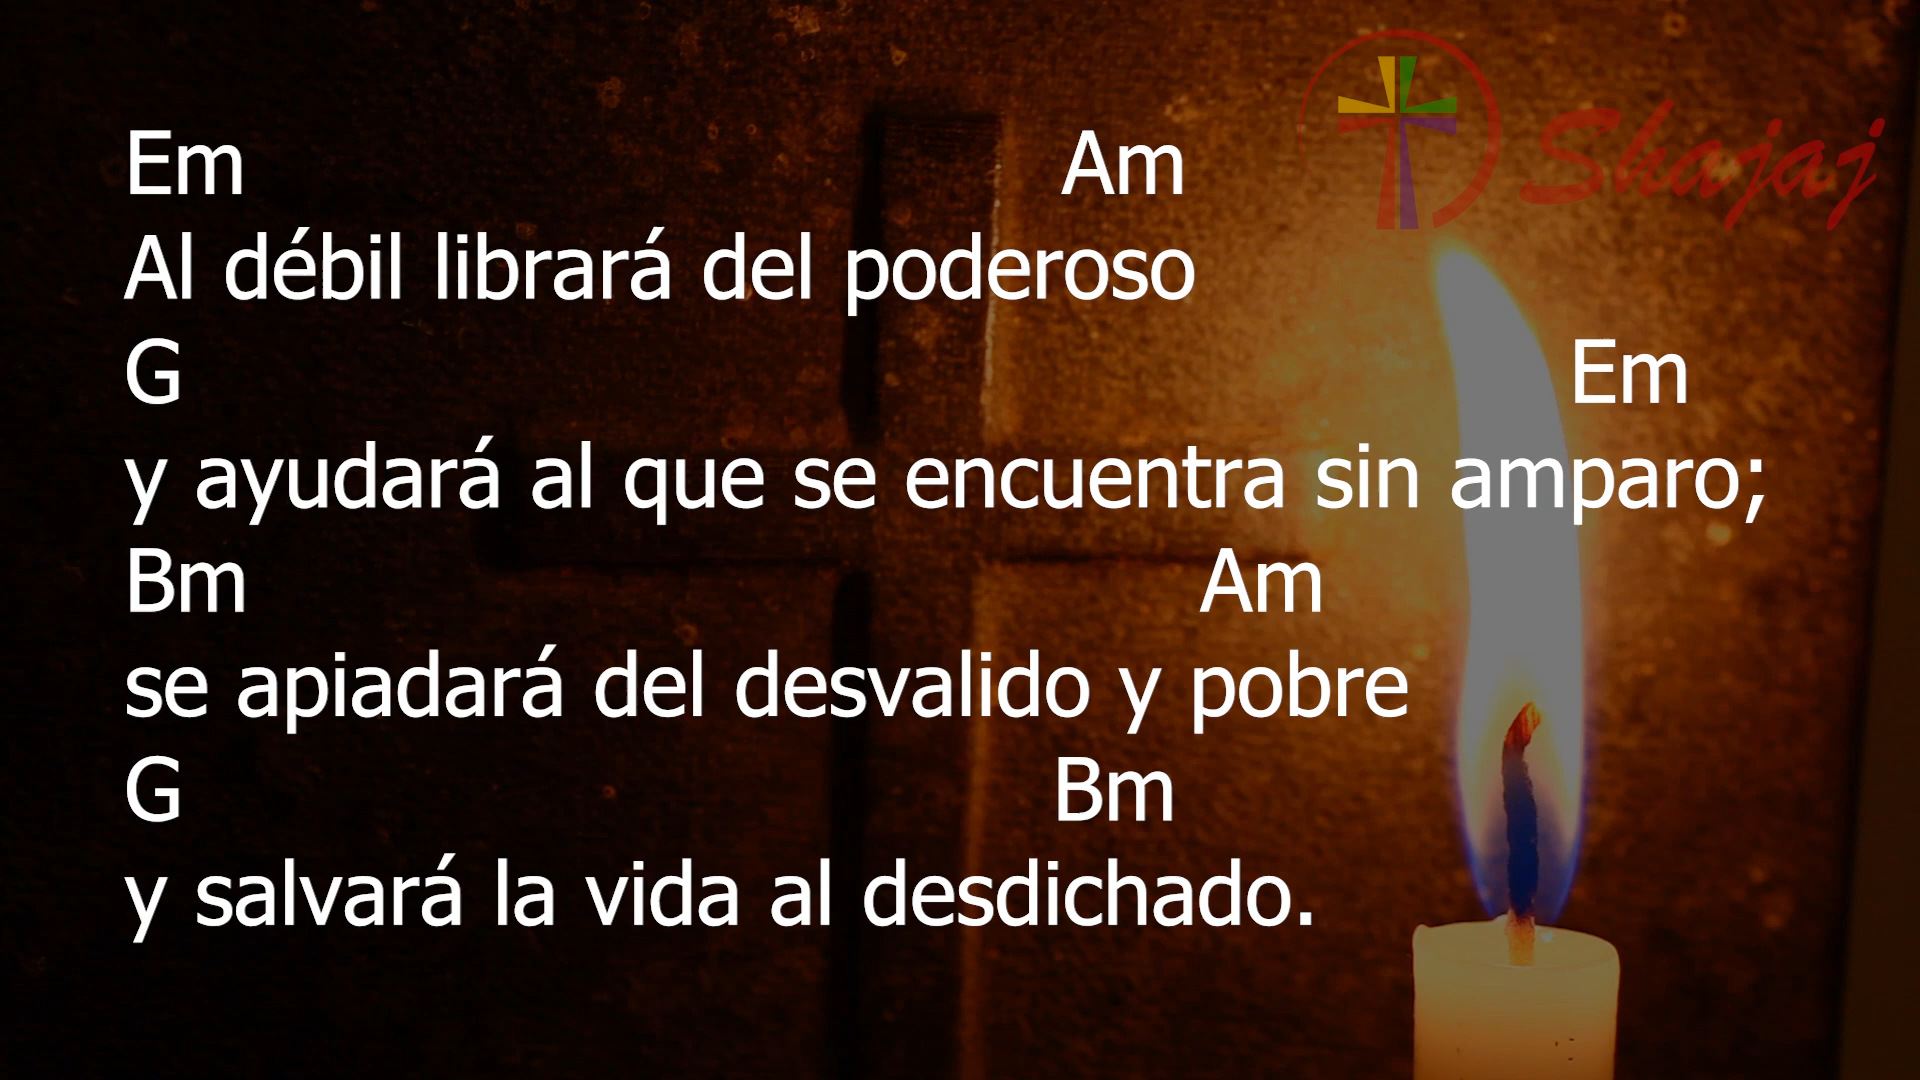 Shajaj
Em Am
Al débil librará del poderoso
G Em
y ayudará al que se encuentra sin amparo;
Bm Am
se apiadará del desvalido y pobre
G Bm
y salvará la vida al desdichado.